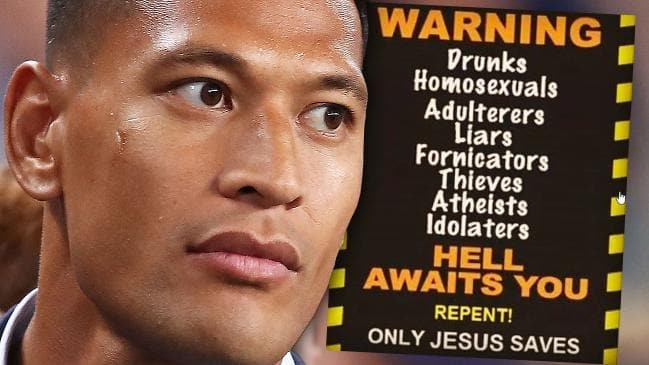 WARNING
Drunks
Homosexuals
Adulterers
Liars
Fornicators
Thieves
Atheists
Idolaters
HELL
AWAITS YOU
REPENT!
ONLY JESUS SAVES